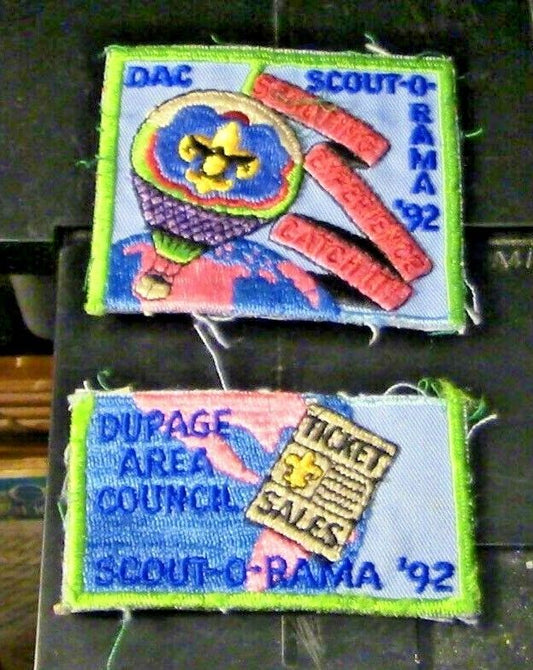 DAC SCOUT-O-
RAMA
'92
SCOUTING
EXPERIENCE
CATCH IT!
DUPAGE
AREA
COUNCIL
TICKET
SALES
SCOUT-O-RAMA '92